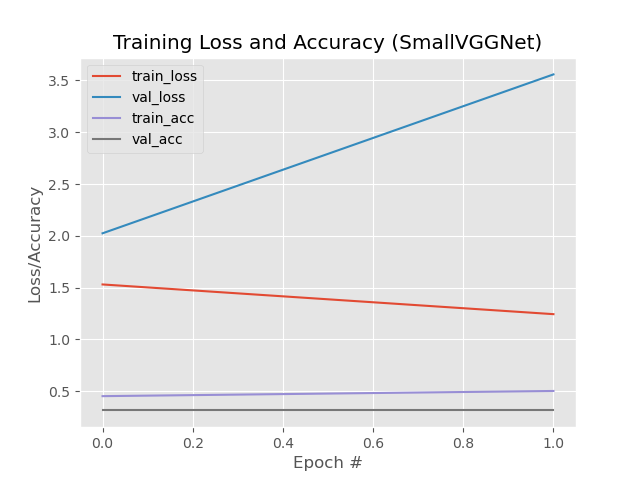 Training Loss and Accuracy (SmallVGGNet)
train_loss
val_loss
train_acc
val_acc
3.5
3.0
2.5
2.0
1.5
1.0
0.5
Loss/Accuracy
0.0 0.2 0.4 0.6 0.8 1.0
Epoch #